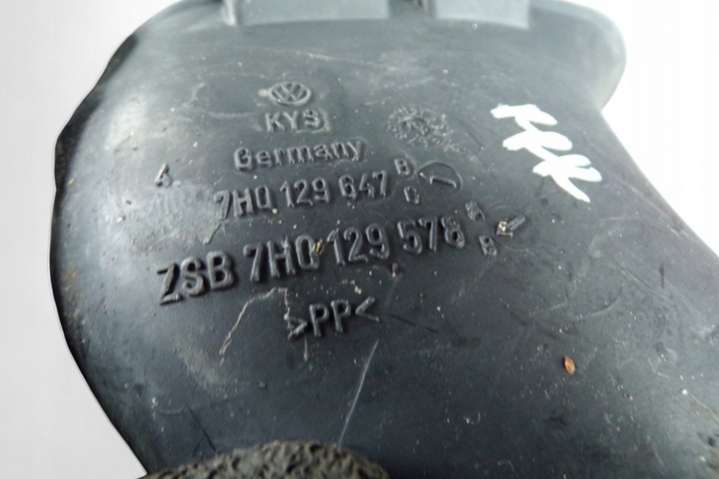 KYS
Germany
A 7H0 129 647 B C
ZSB 7H0 129 578 B
>PP<